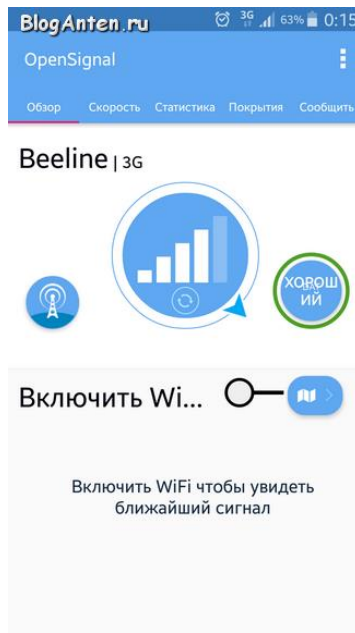 BlogAnten.ru
3G 63% 0:15
OpenSignal
Обзор Скорость Статистика Покрытия Сообщить
Beeline | 3G
ХОРОШ
ИЙ
Включить Wi...
Включить WiFi чтобы увидеть
ближайший сигнал